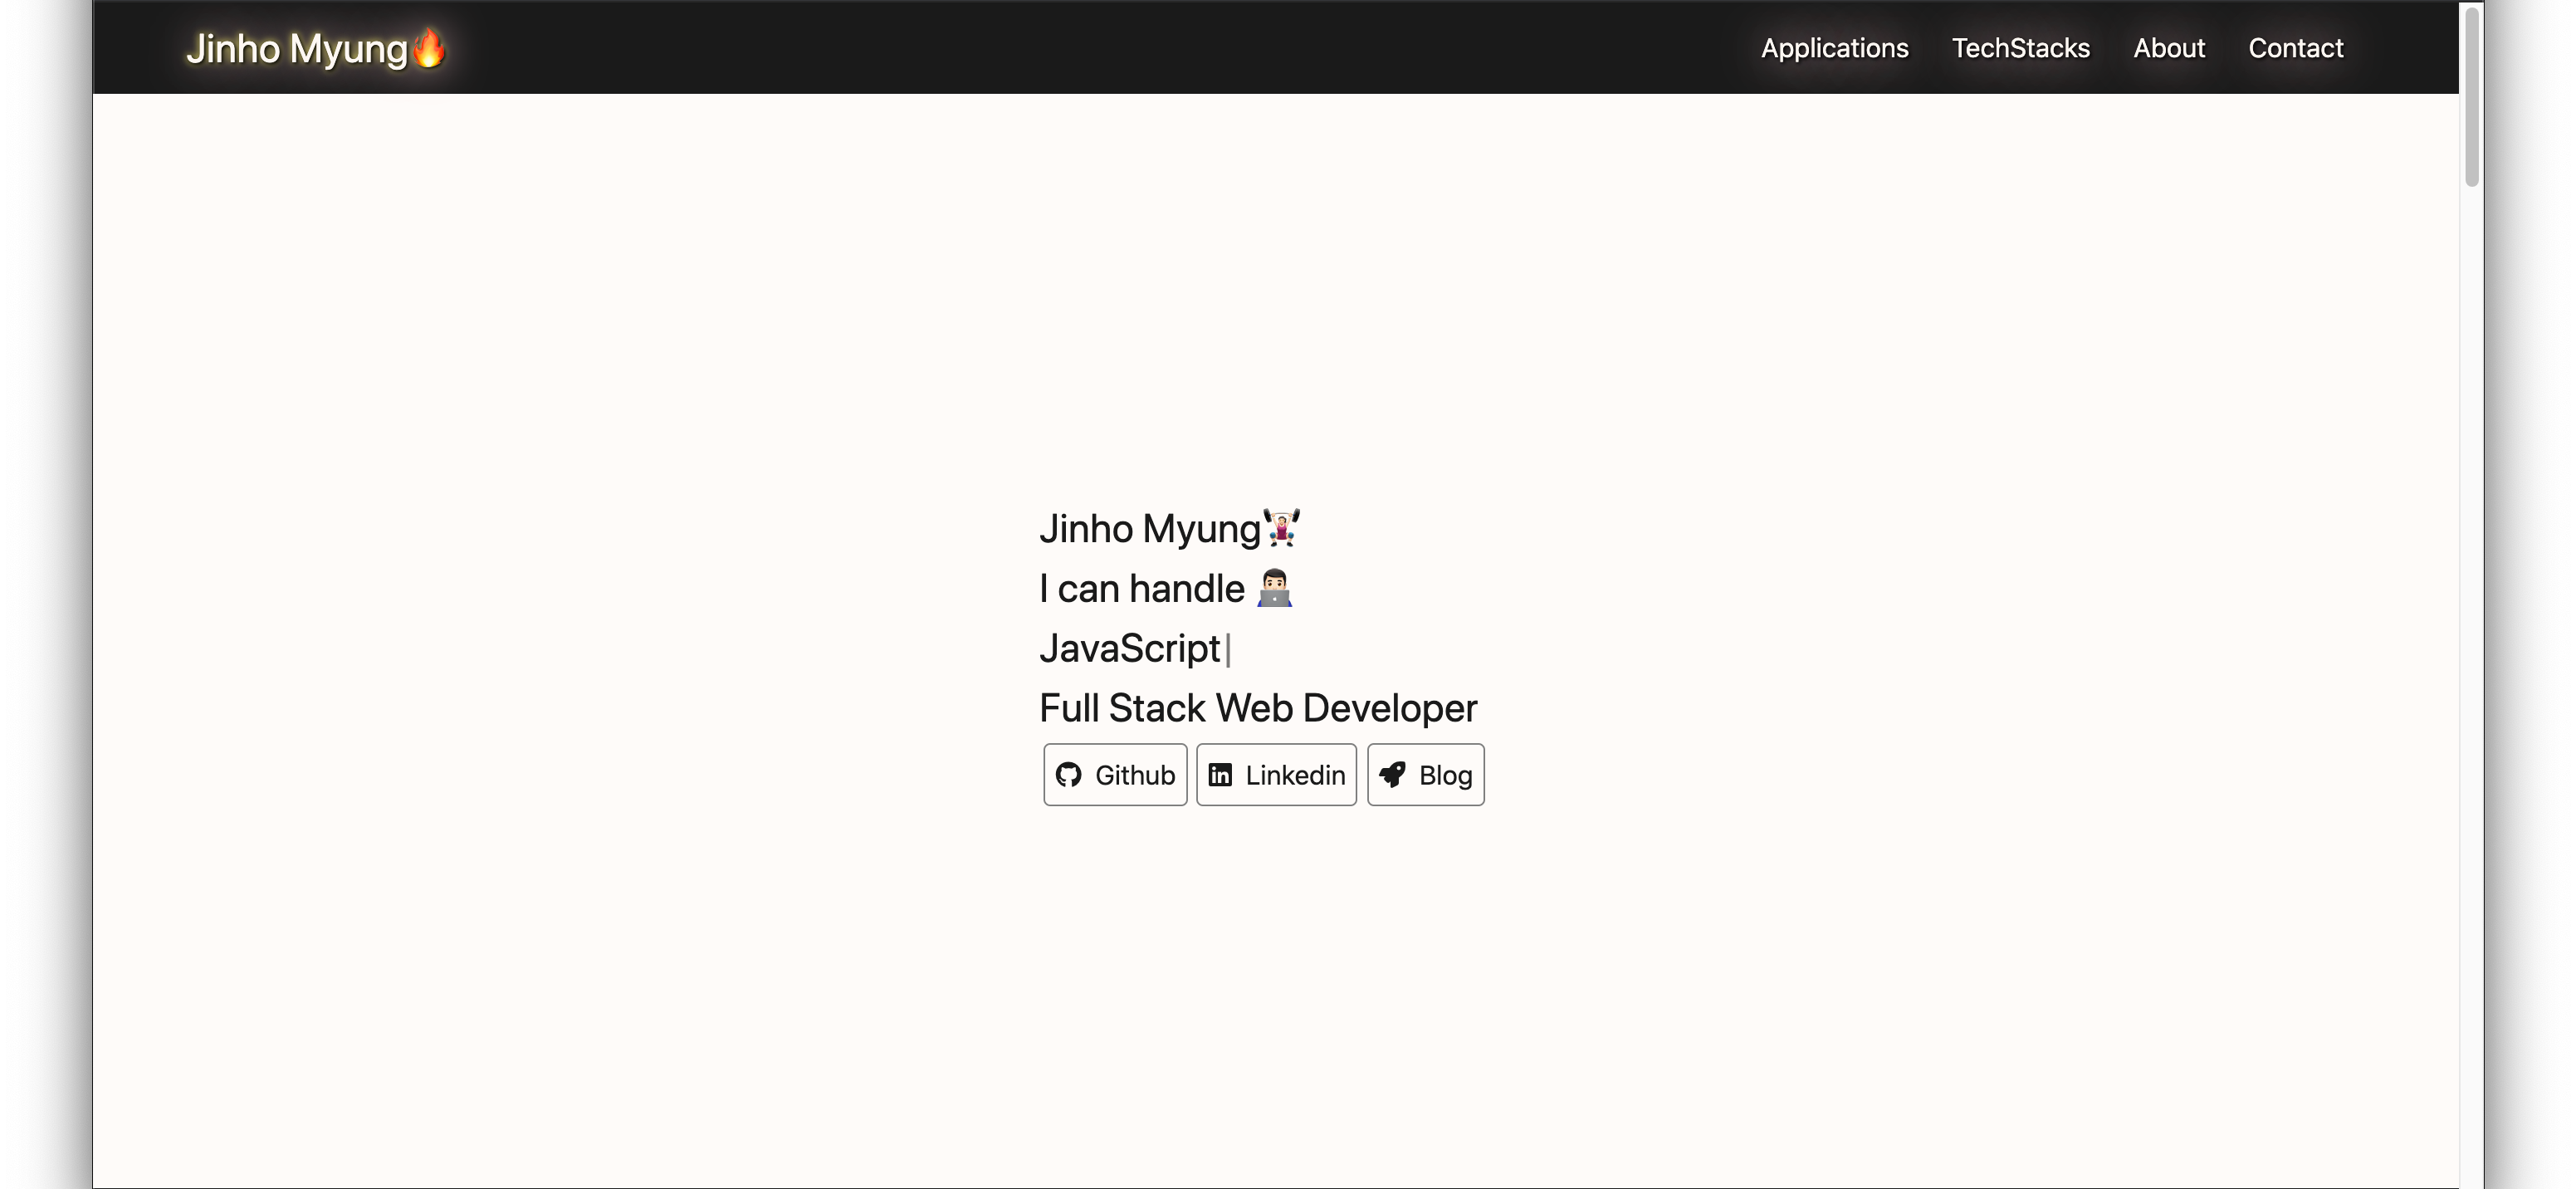 Jinho Myung🔥
Applications TechStacks About Contact
Jinho Myung🏋🏻
I can handle 👨🏻‍💻
JavaScript|
Full Stack Web Developer
Github Linkedin Blog